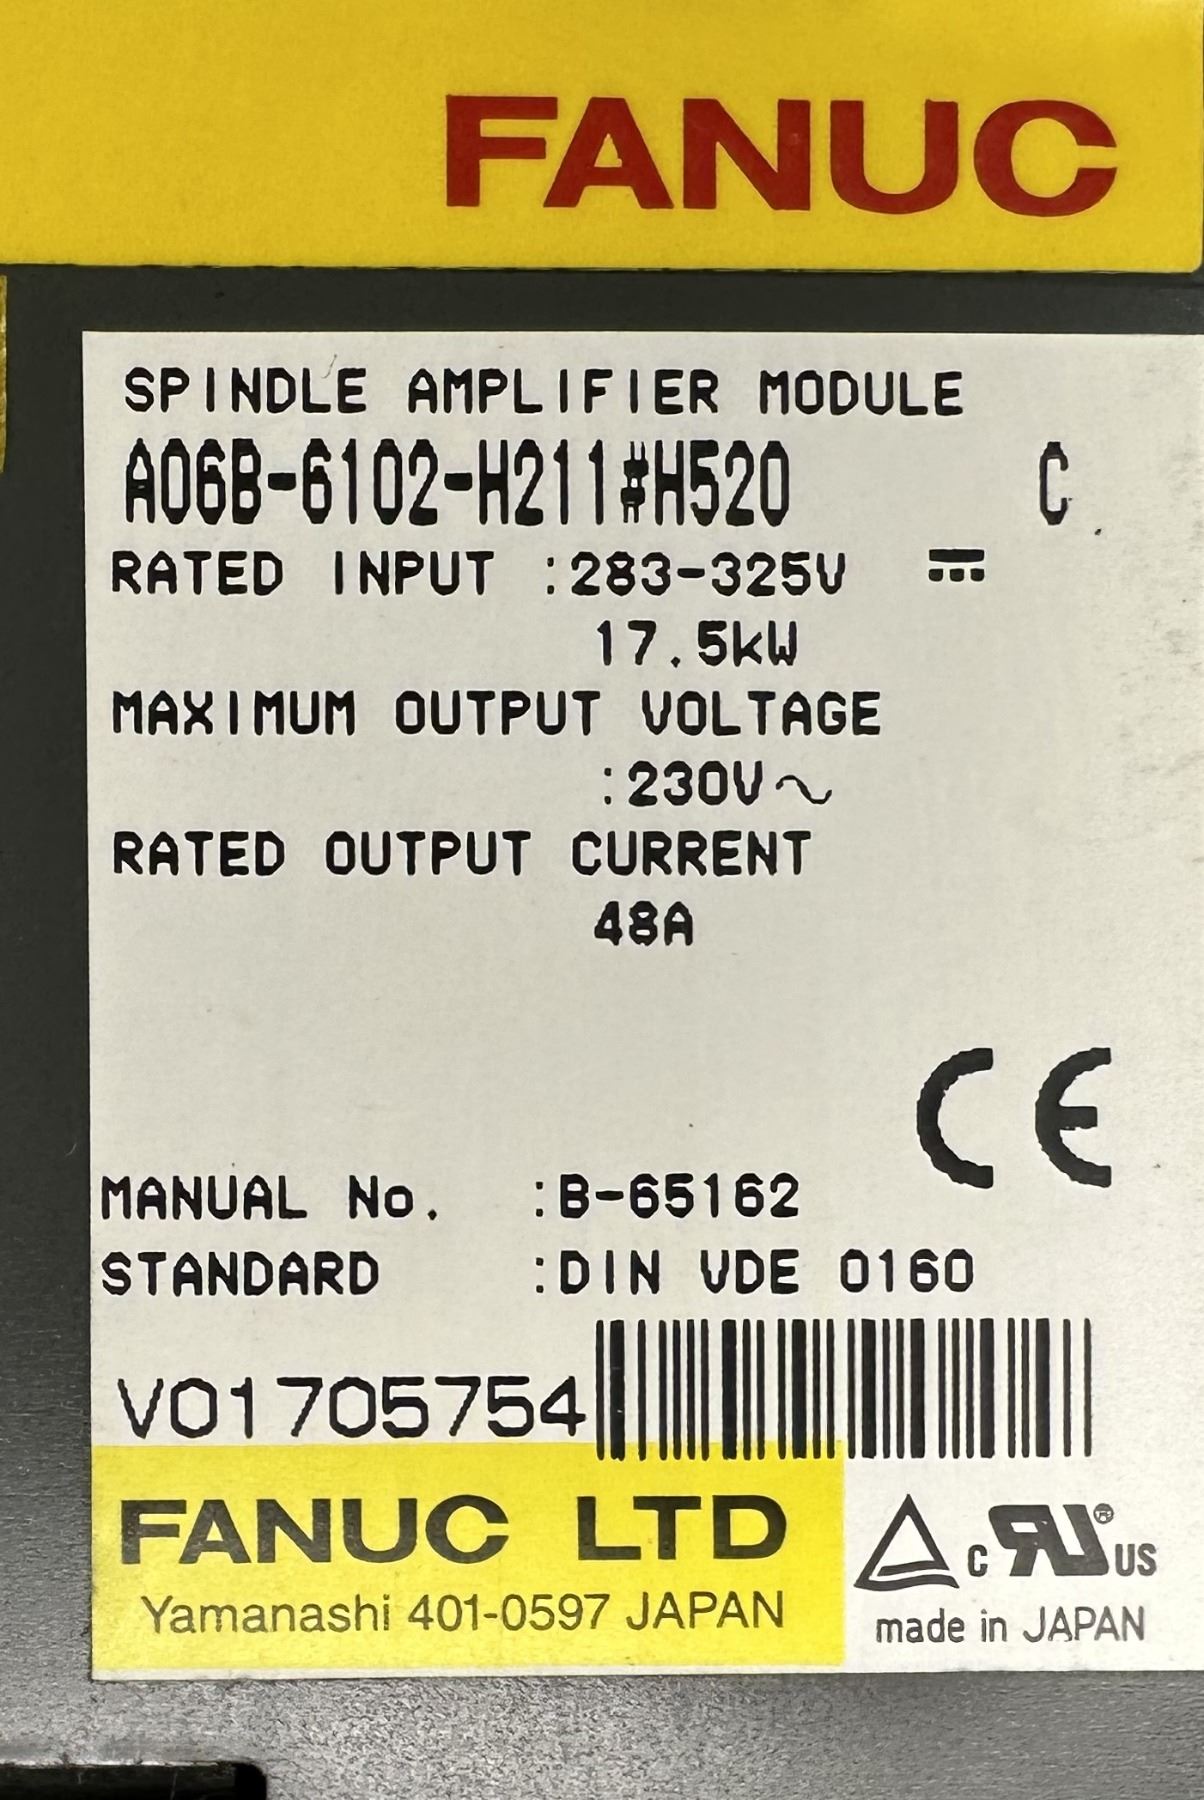 FANUC
SPINDLE AMPLIFIER MODULE
A06B-6102-H211#H520 C
RATED INPUT :283-325V ⎓
17.5kW
MAXIMUM OUTPUT VOLTAGE
:230V～
RATED OUTPUT CURRENT
48A
CE
MANUAL No. :B-65162
STANDARD :DIN VDE 0160
V01705754
FANUC LTD
Yamanashi 401-0597 JAPAN
c RU® US
made in JAPAN